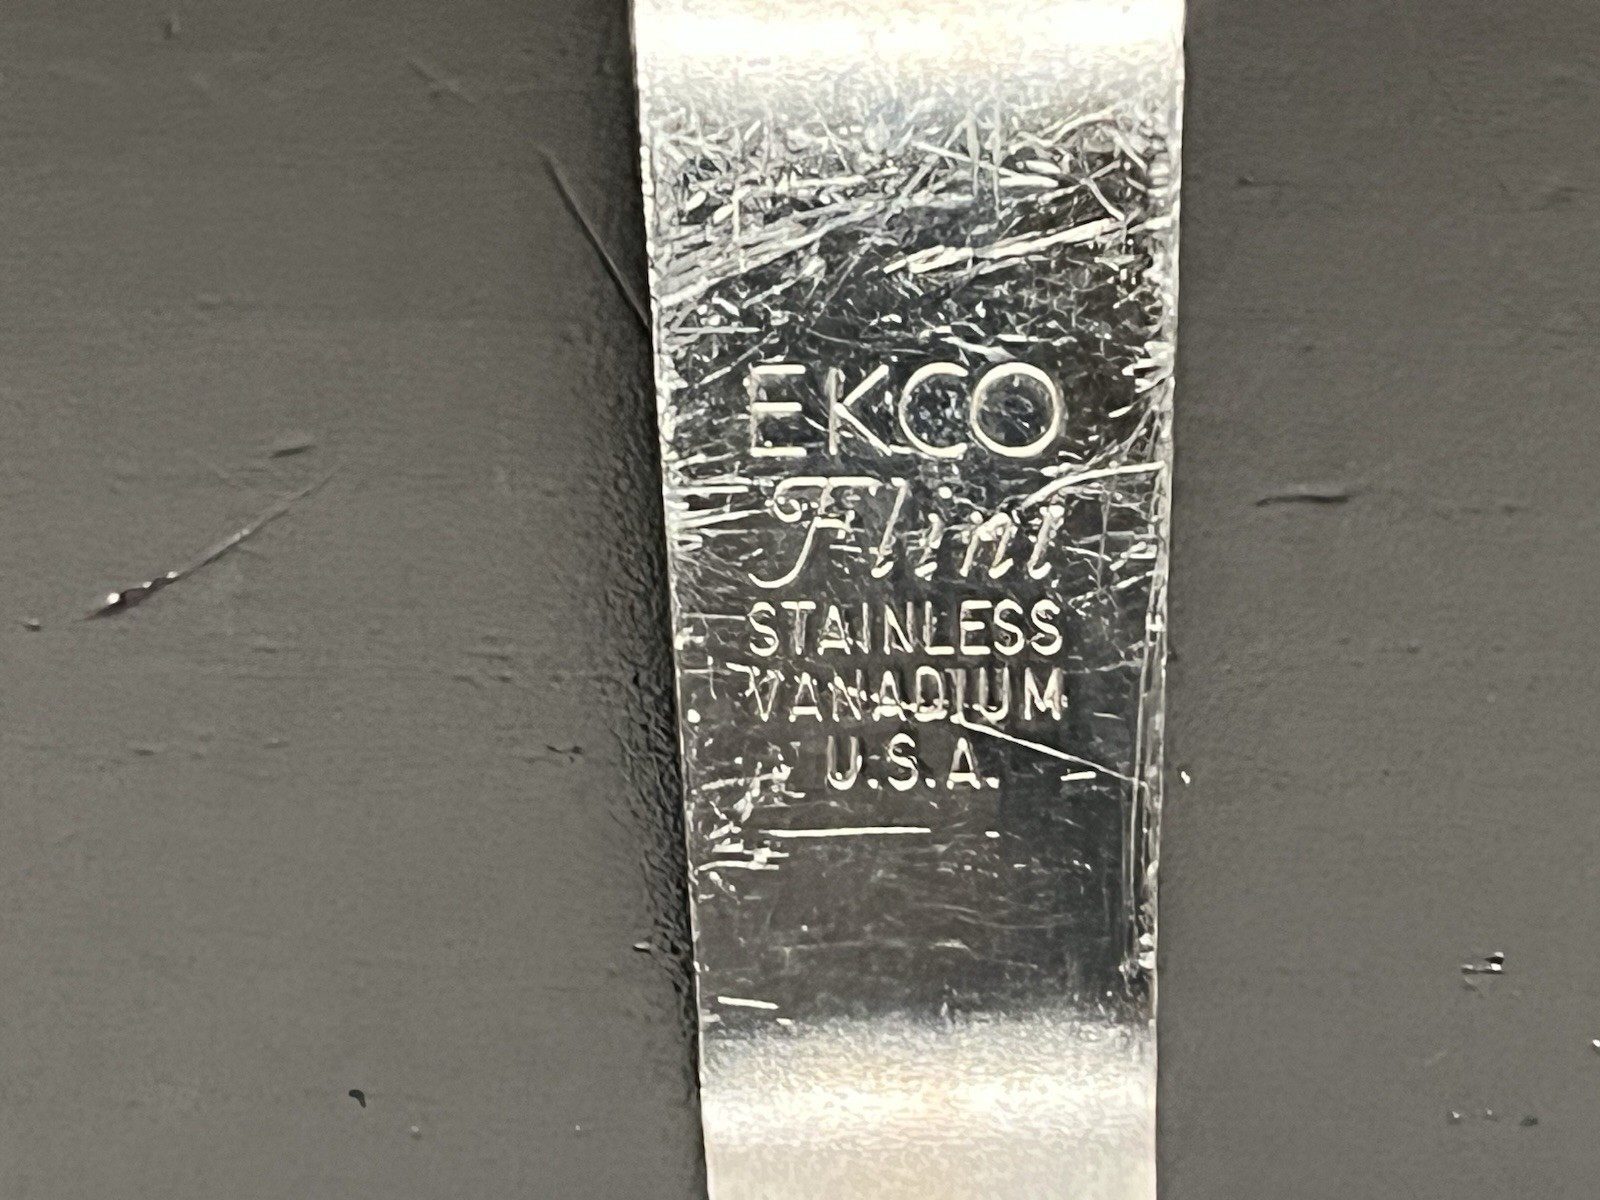 EKCO
Flint
STAINLESS
VANADIUM
U.S.A.